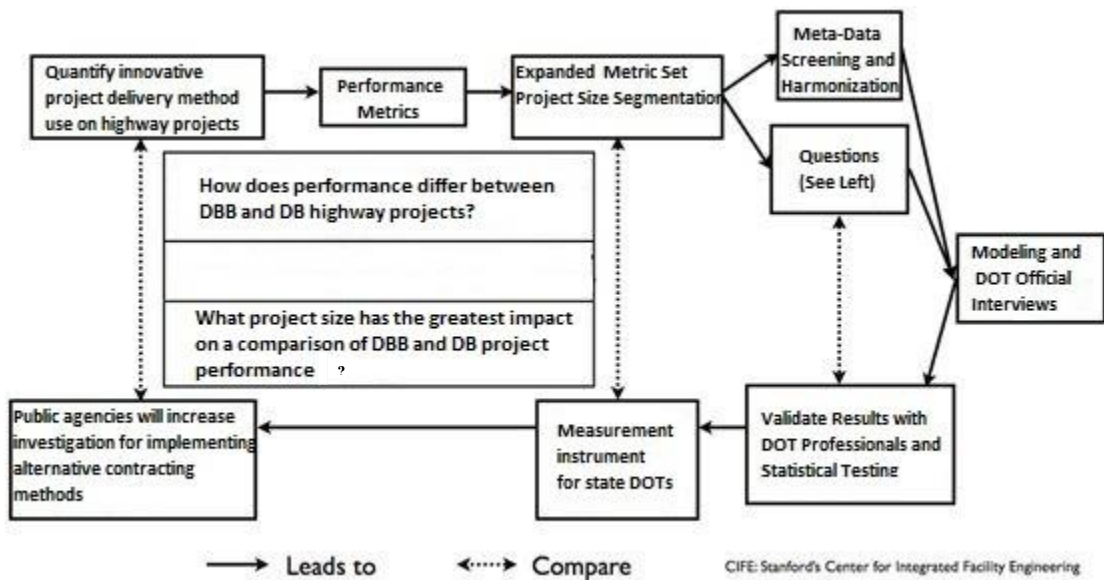 Quantify innovative
project delivery method
use on highway projects
Performance
Metrics
Expanded Metric Set
Project Size Segmentation
Meta-Data
Screening and
Harmonization
Questions
(See Left)
Modeling and
DOT Official
Interviews
How does performance differ between
DBB and DB highway projects?
What project size has the greatest impact
on a comparison of DBB and DB project
performance ?
Public agencies will increase
investigation for implementing
alternative contracting
methods
Measurement
instrument
for state DOTs
Validate Results with
DOT Professionals and
Statistical Testing
Leads to
Compare
CIFE: Stanford's Center for Integrated Facility Engineering